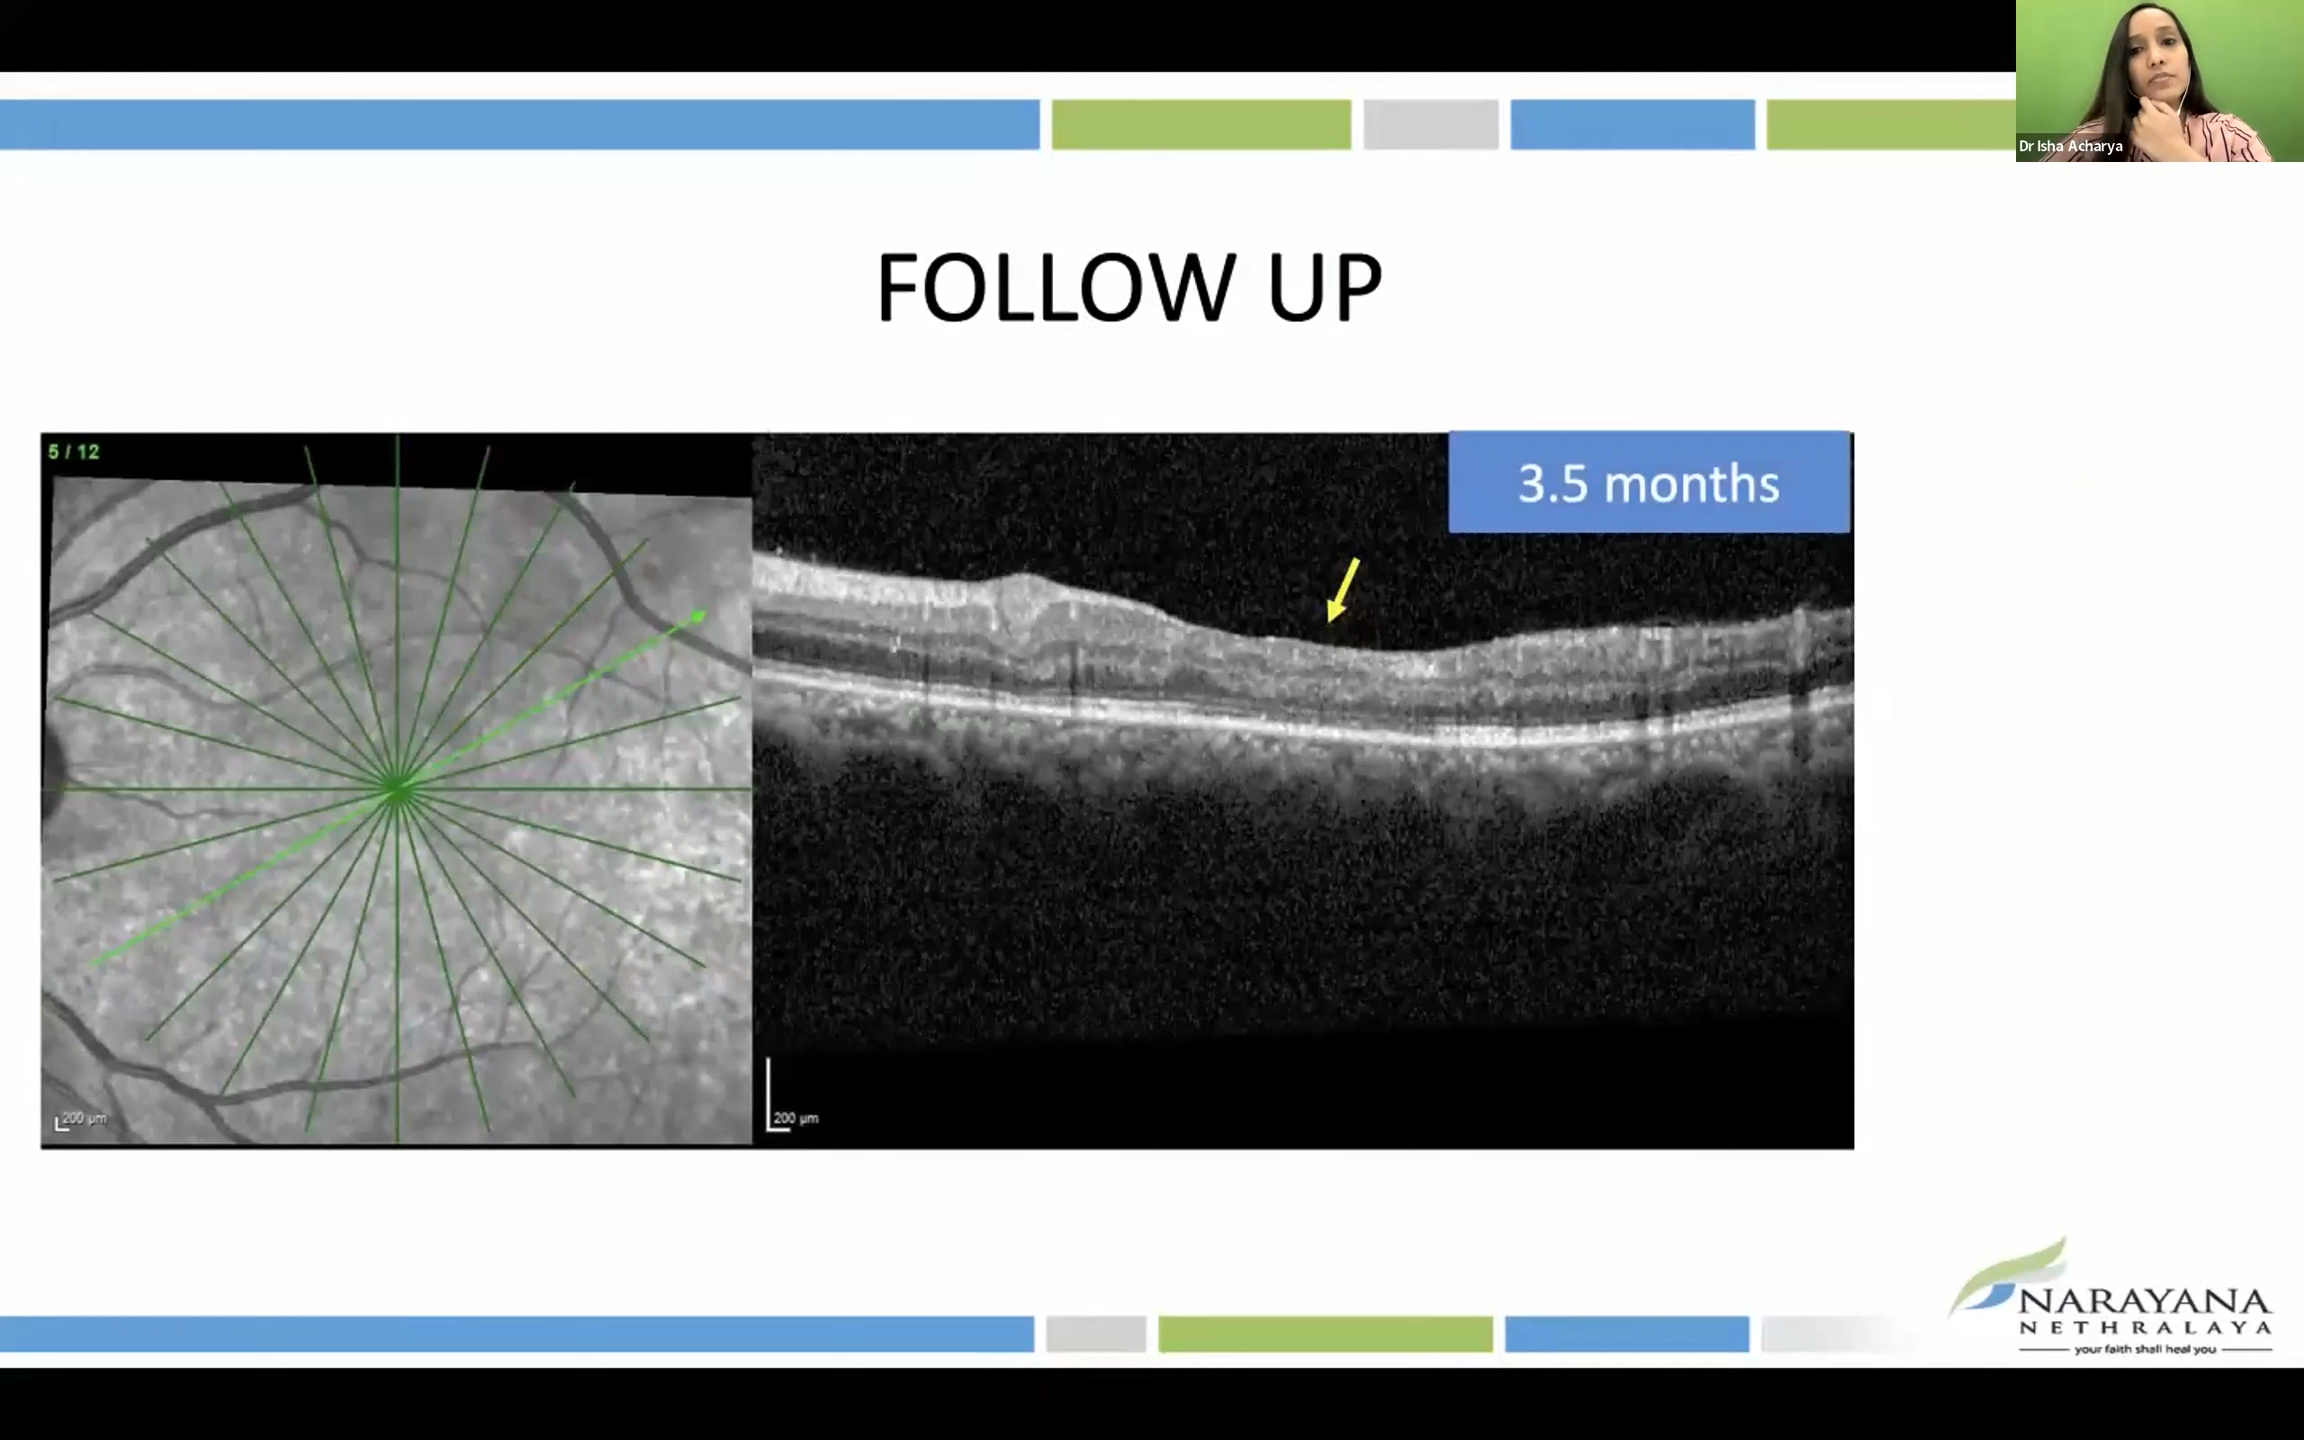 Dr Isha Acharya
FOLLOW UP
5 / 12
3.5 months
200 µm
200 µm
NARAYANA
NETHRALAYA
your faith shall heal you